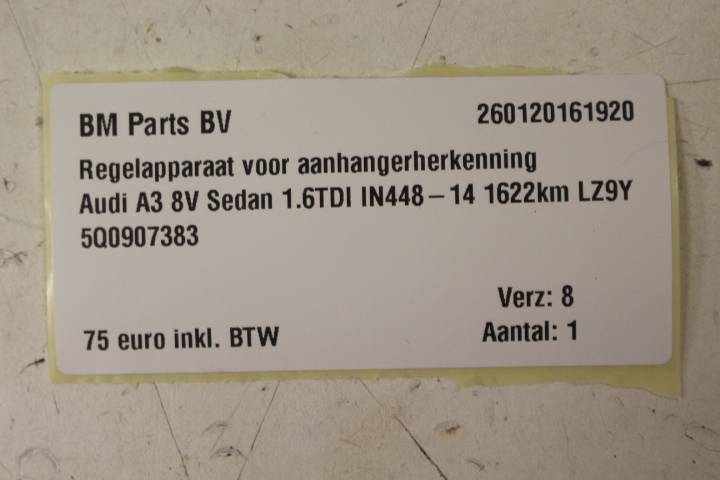 BM Parts BV 260120161920
Regelapparaat voor aanhangerherkenning
Audi A3 8V Sedan 1.6TDI IN448-14 1622km LZ9Y
5Q0907383
Verz: 8
75 euro inkl. BTW Aantal: 1